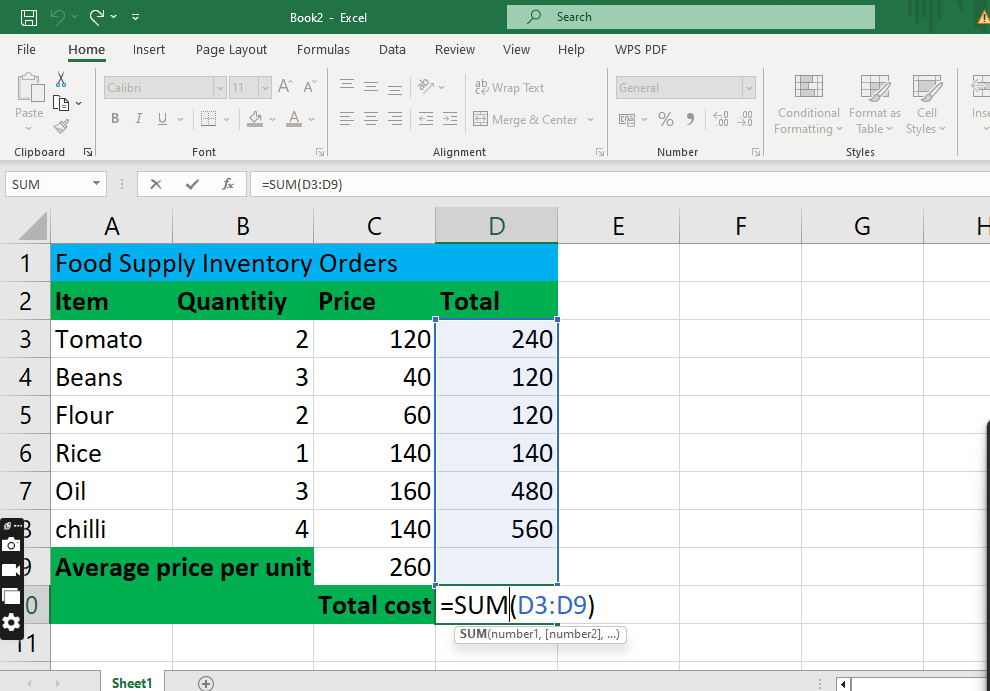 Book2 - Excel
Search
File Home Insert Page Layout Formulas Data Review View Help WPS PDF
Paste
Calibri 11
B I U A
A A
Wrap Text
Merge & Center
General
%
Conditional Formatting
Format as Table
Cell Styles
Inse
Clipboard Font Alignment Number Styles
SUM fx =SUM(D3:D9)
A B C D E F G H
1 Food Supply Inventory Orders
2 Item Quantitiy Price Total
3 Tomato 2 120 240
4 Beans 3 40 120
5 Flour 2 60 120
6 Rice 1 140 140
7 Oil 3 160 480
8 chilli 4 140 560
9 Average price per unit 260
0 Total cost =SUM(D3:D9)
SUM(number1, [number2], ...)
11
Sheet1